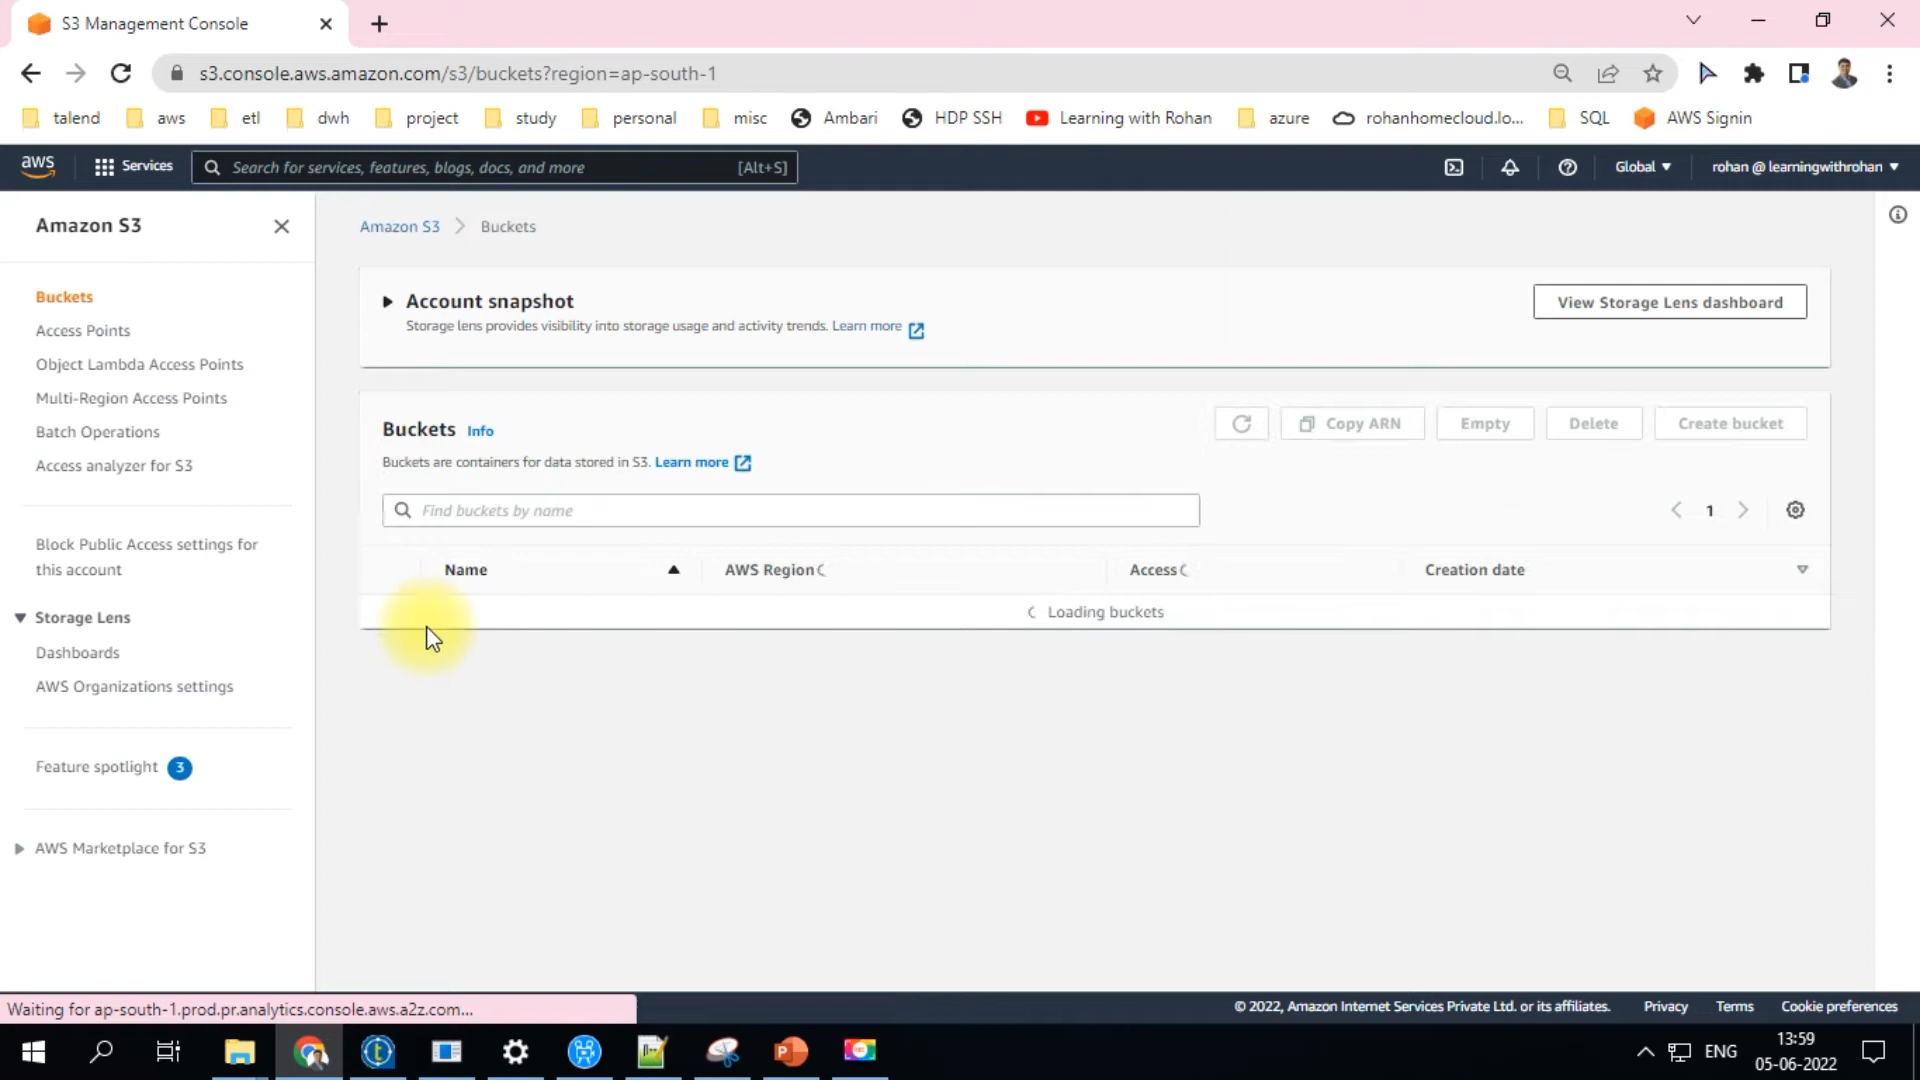 S3 Management Console
s3.console.aws.amazon.com/s3/buckets?region=ap-south-1
talend aws etl dwh project study personal misc Ambari HDP SSH Learning with Rohan azure rohanhomecloud.lo... SQL AWS Signin
aws Services Search for services, features, blogs, docs, and more [Alt+S] Global rohan @ learningwithrohan
Amazon S3
Buckets
Access Points
Object Lambda Access Points
Multi-Region Access Points
Batch Operations
Access analyzer for S3
Block Public Access settings for
this account
Storage Lens
Dashboards
AWS Organizations settings
Feature spotlight 3
AWS Marketplace for S3
Amazon S3 Buckets
Account snapshot
Storage lens provides visibility into storage usage and activity trends. Learn more
View Storage Lens dashboard
Buckets Info
Buckets are containers for data stored in S3. Learn more
Copy ARN Empty Delete Create bucket
Find buckets by name
1
Name AWS Region Access Creation date
Loading buckets
Waiting for ap-south-1.prod.pr.analytics.console.aws.a2z.com...
© 2022, Amazon Internet Services Private Ltd. or its affiliates. Privacy Terms Cookie preferences
ENG
13:59
05-06-2022